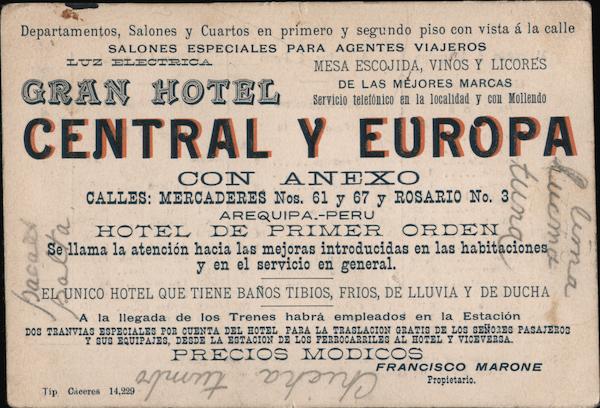 Departamentos, Salones y Cuartos en primero y segundo piso con vista á la calle
SALONES ESPECIALES PARA AGENTES VIAJEROS
LUZ ELECTRICA
GRAN HOTEL
MESA ESCOJIDA, VINOS Y LICORES
DE LAS MÉJORES MARCAS
Servicio telefónico en la localidad y con Mollendo
CENTRAL Y EUROPA
CON ANEXO
CALLES: MERCADERES Nos. 61 y 67 y ROSARIO No. 3
AREQUIPA.-PERU
HOTEL DE PRIMER ORDEN
Se llama la atención hacia las mejoras introducidas en las habitaciones
y en el servicio en general.
EL UNICO HOTEL QUE TIENE BAÑOS TIBIOS, FRIOS, DE LLUVIA Y DE DUCHA
A la llegada de los Trenes habrá empleados en la Estación
DOS TRANVIAS ESPECIALES POR CUENTA DEL HOTEL PARA LA TRASLACION GRATIS DE LOS SEÑORES PASAJEROS
Y SUS EQUIPAJES, DESDE LA ESTACION DE LOS FERROCARRILES AL HOTEL Y VICEVERSA.
PRECIOS MODICOS
FRANCISCO MARONE
Propietario.
Tip. Cáceres 14,229
palta
lima
lucma
tuna
tumbo